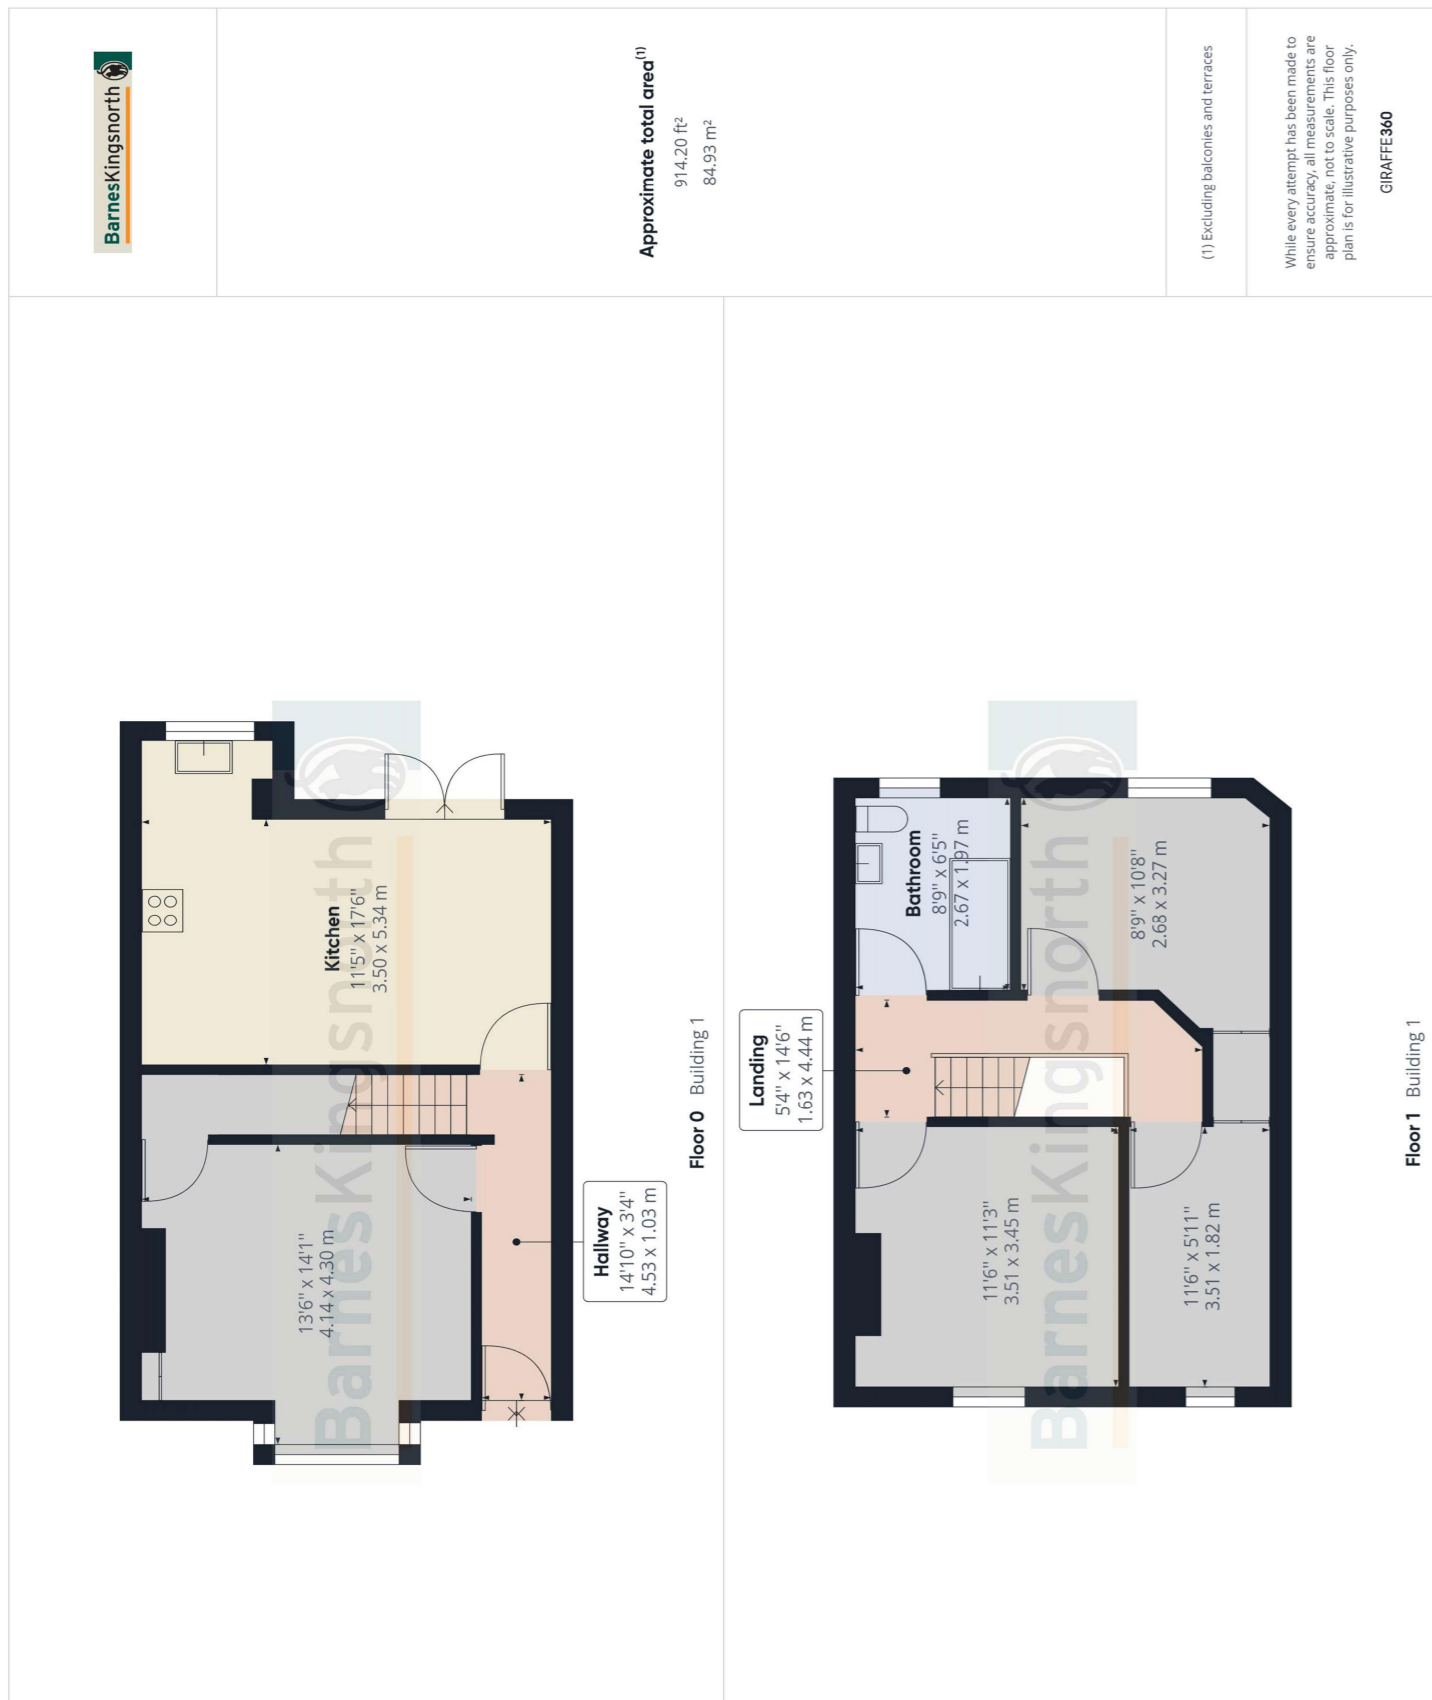 BarnesKingsnorth
Approximate total area(1)
914.20 ft²
84.93 m²
(1) Excluding balconies and terraces
While every attempt has been made to
ensure accuracy, all measurements are
approximate, not to scale. This floor
plan is for illustrative purposes only.
GIRAFFE360
Kitchen
11'5" x 17'6"
3.50 x 5.34 m
13'6" x 14'1"
4.14 x 4.30 m
Hallway
14'10" x 3'4"
4.53 x 1.03 m
BarnesKingsnorth
Floor 0 Building 1
Landing
5'4" x 14'6"
1.63 x 4.44 m
Bathroom
8'9" x 6'5"
2.67 x 1.97 m
11'6" x 11'3"
3.51 x 3.45 m
8'9" x 10'8"
2.68 x 3.27 m
11'6" x 5'11"
3.51 x 1.82 m
BarnesKingsnorth
Floor 1 Building 1